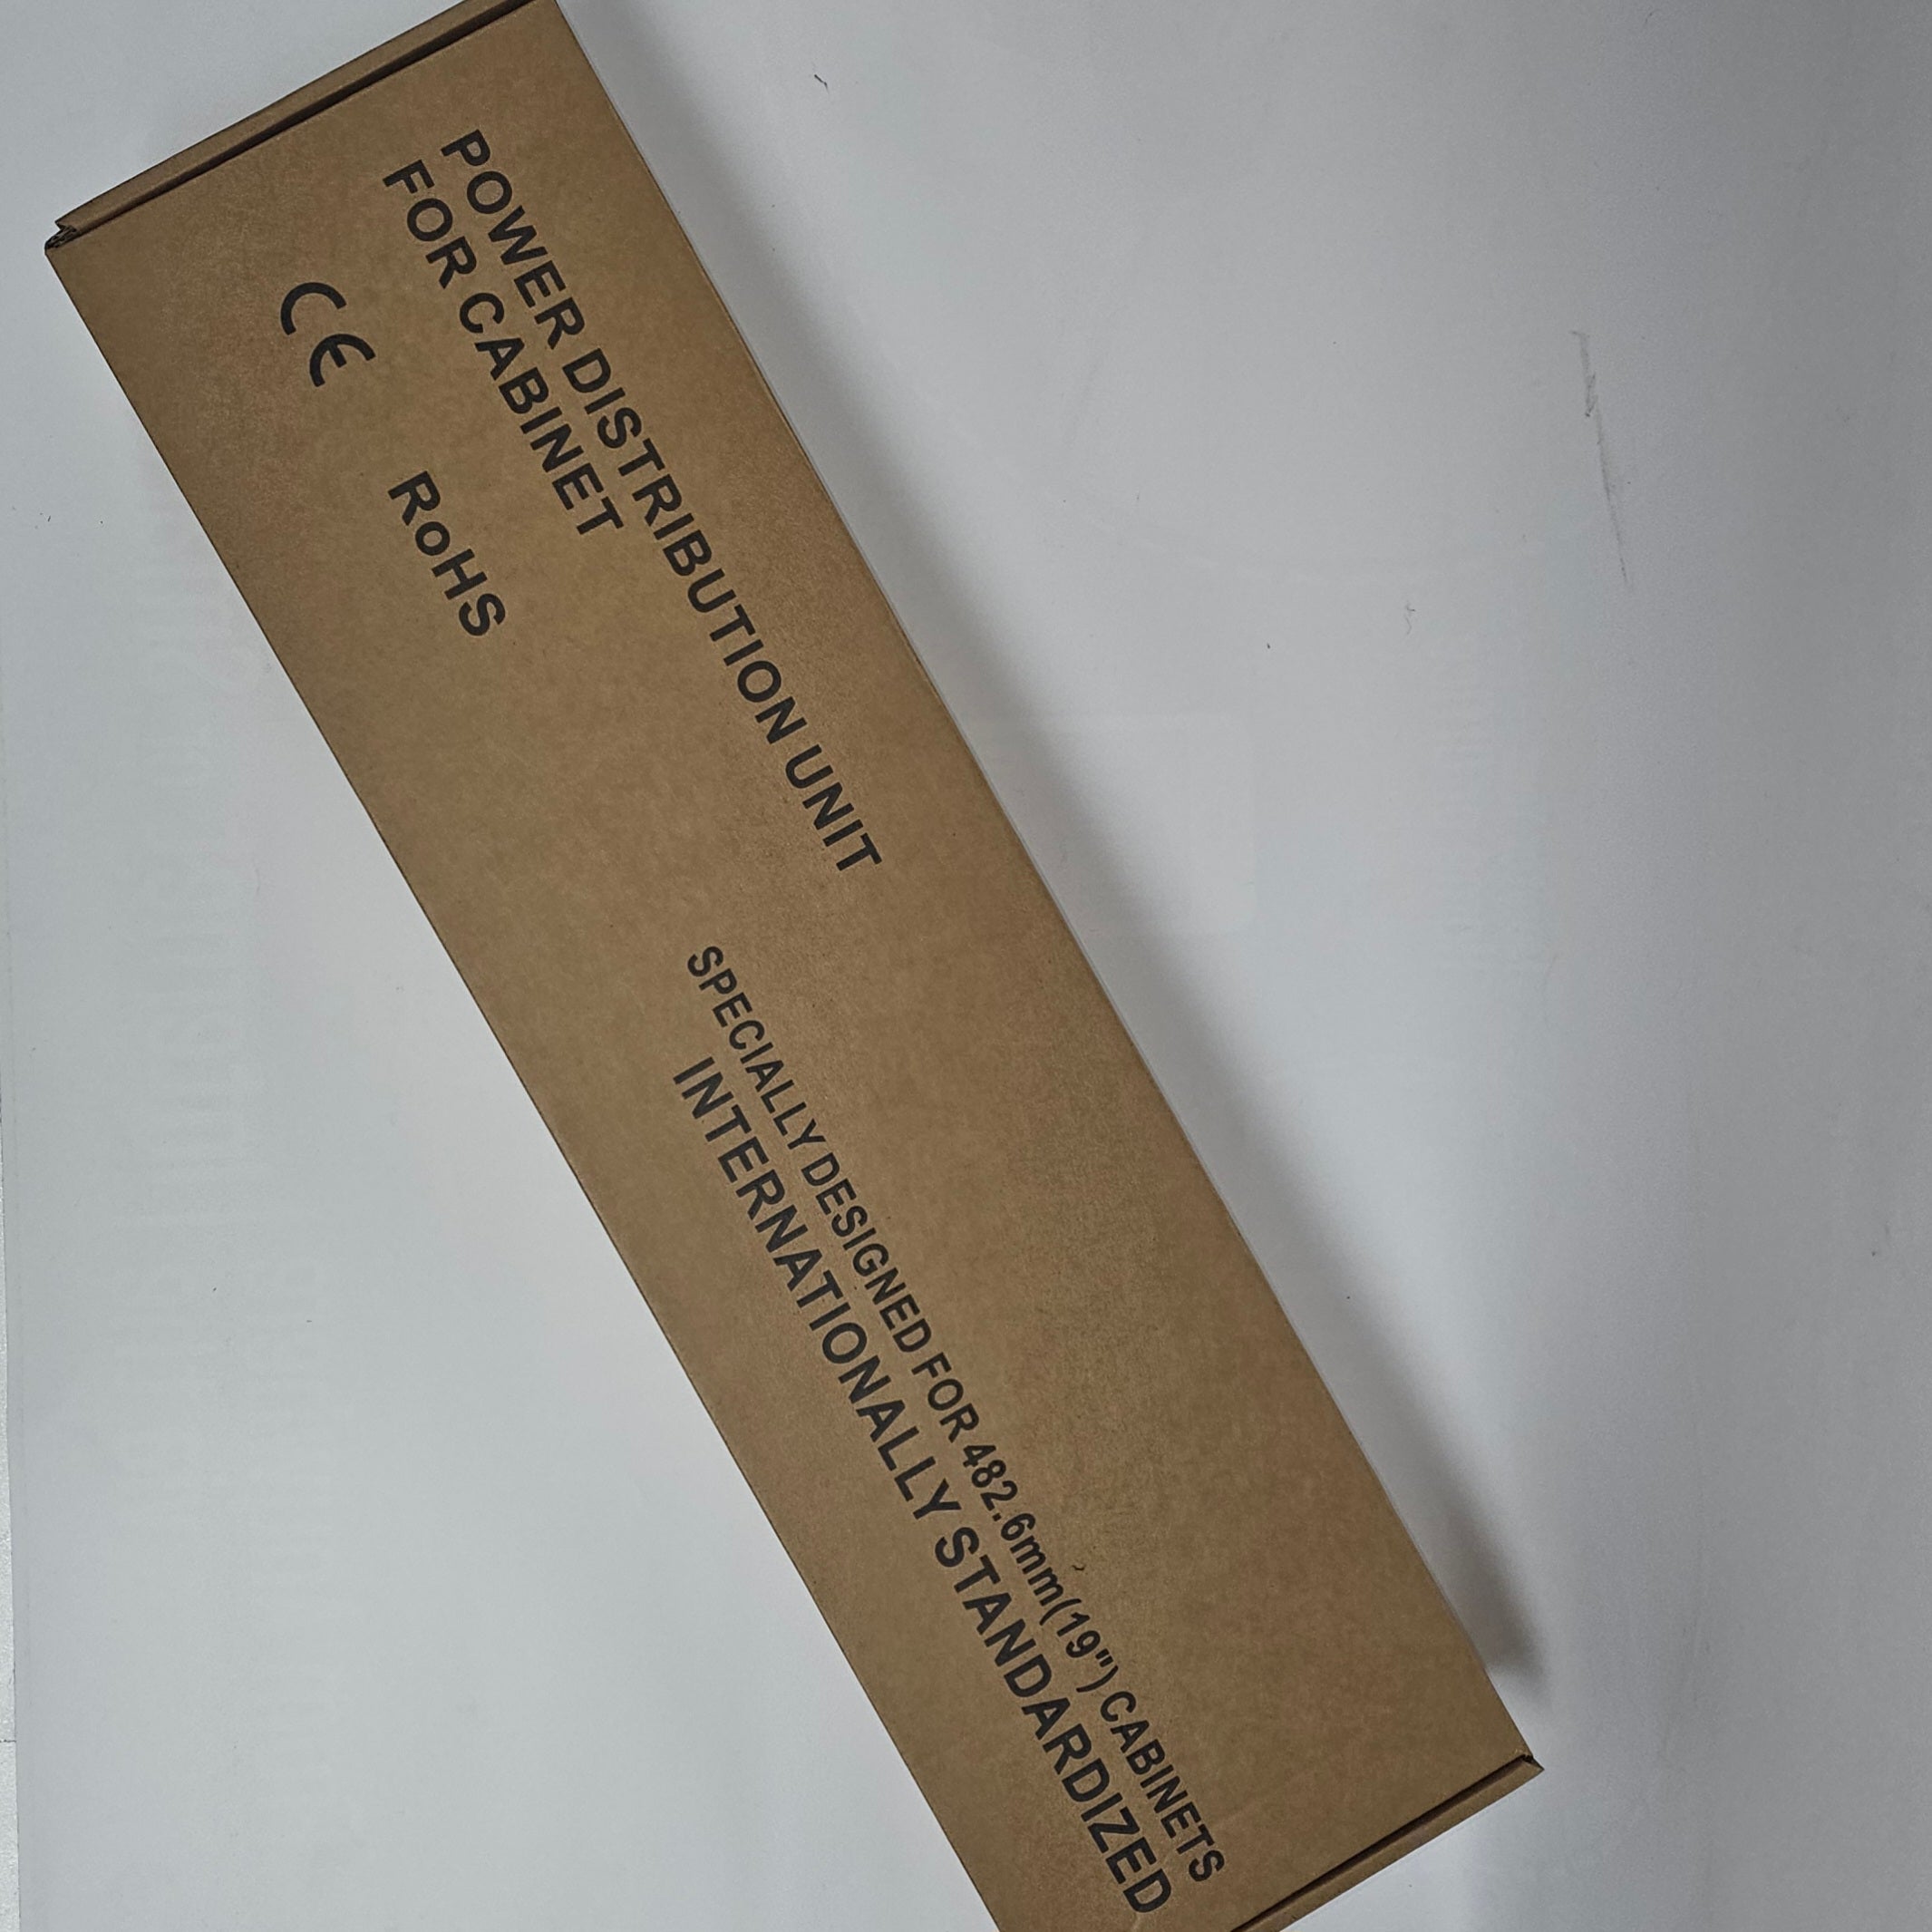 POWER DISTRIBUTION UNIT
FOR CABINET
CE RoHS
SPECIALLY DESIGNED FOR 482.6mm(19") CABINETS
INTERNATIONALLY STANDARDIZED